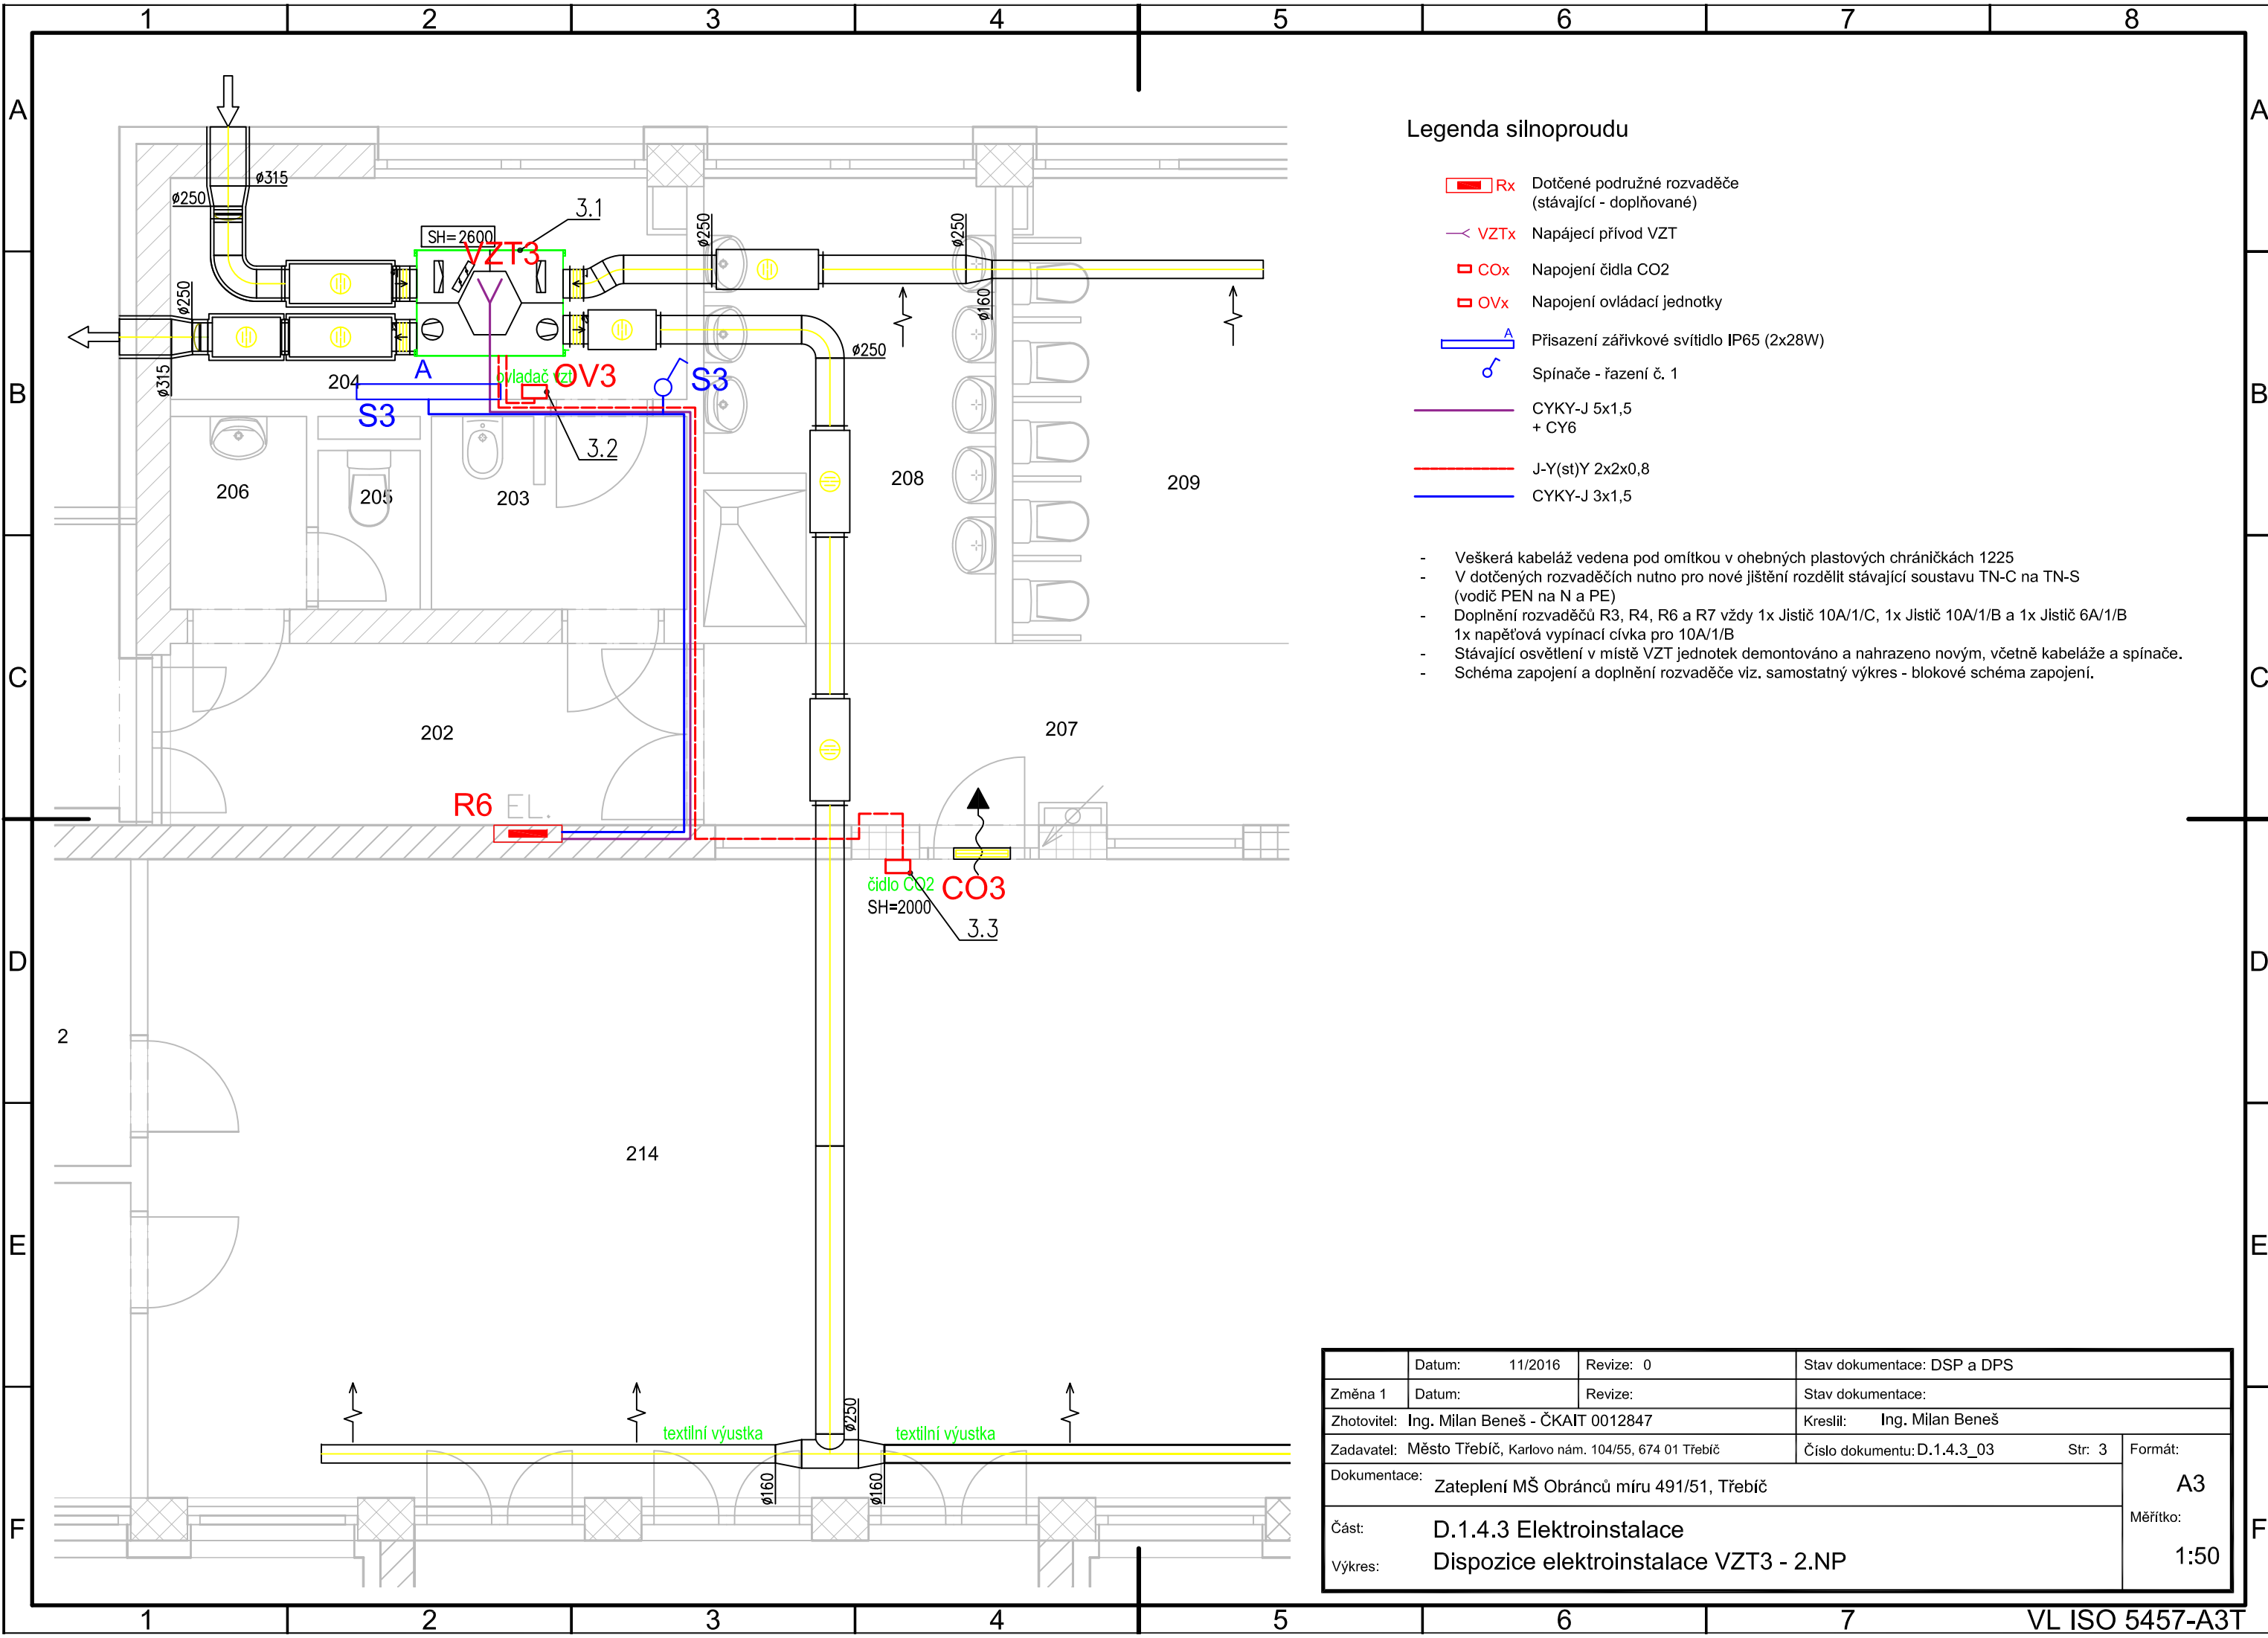 1 2 3 4 5 6 7 8
A A
B B
C C
D D
E E
F F
ø315
ø250
3.1
SH=2600
VZT3
ø250
ø250
ø250
ø160
ø315
ø250
204
A
ovladač vzt
OV3
S3
S3
3.2
206
205
203
208
209
202
207
R6 EL.
čidlo CO2
CO3
SH=2000
3.3
2
214
textilní výustka
ø250
textilní výustka
ø160
ø160
Legenda silnoproudu
Rx Dotčené podružné rozvaděče
(stávající - doplňované)
VZTx Napájecí přívod VZT
COx Napojení čidla CO2
OVx Napojení ovládací jednotky
A Přisazení zářivkové svítidlo IP65 (2x28W)
Spínače - řazení č. 1
CYKY-J 5x1,5
+ CY6
J-Y(st)Y 2x2x0,8
CYKY-J 3x1,5
- Veškerá kabeláž vedena pod omítkou v ohebných plastových chráničkách 1225
- V dotčených rozvaděčích nutno pro nové jištění rozdělit stávající soustavu TN-C na TN-S
(vodič PEN na N a PE)
- Doplnění rozvaděčů R3, R4, R6 a R7 vždy 1x Jistič 10A/1/C, 1x Jistič 10A/1/B a 1x Jistič 6A/1/B
1x napěťová vypínací cívka pro 10A/1/B
- Stávající osvětlení v místě VZT jednotek demontováno a nahrazeno novým, včetně kabeláže a spínače.
- Schéma zapojení a doplnění rozvaděče viz. samostatný výkres - blokové schéma zapojení.
Datum: 11/2016 Revize: 0 Stav dokumentace: DSP a DPS
Změna 1 Datum: Revize: Stav dokumentace:
Zhotovitel: Ing. Milan Beneš - ČKAIT 0012847 Kreslil: Ing. Milan Beneš
Zadavatel: Město Třebíč, Karlovo nám. 104/55, 674 01 Třebíč Číslo dokumentu: D.1.4.3_03 Str: 3 Formát:
A3
Dokumentace: Zateplení MŠ Obránců míru 491/51, Třebíč
Část: D.1.4.3 Elektroinstalace
Měřítko:
1:50
Výkres: Dispozice elektroinstalace VZT3 - 2.NP
1 2 3 4 5 6 7
VL ISO 5457-A3T